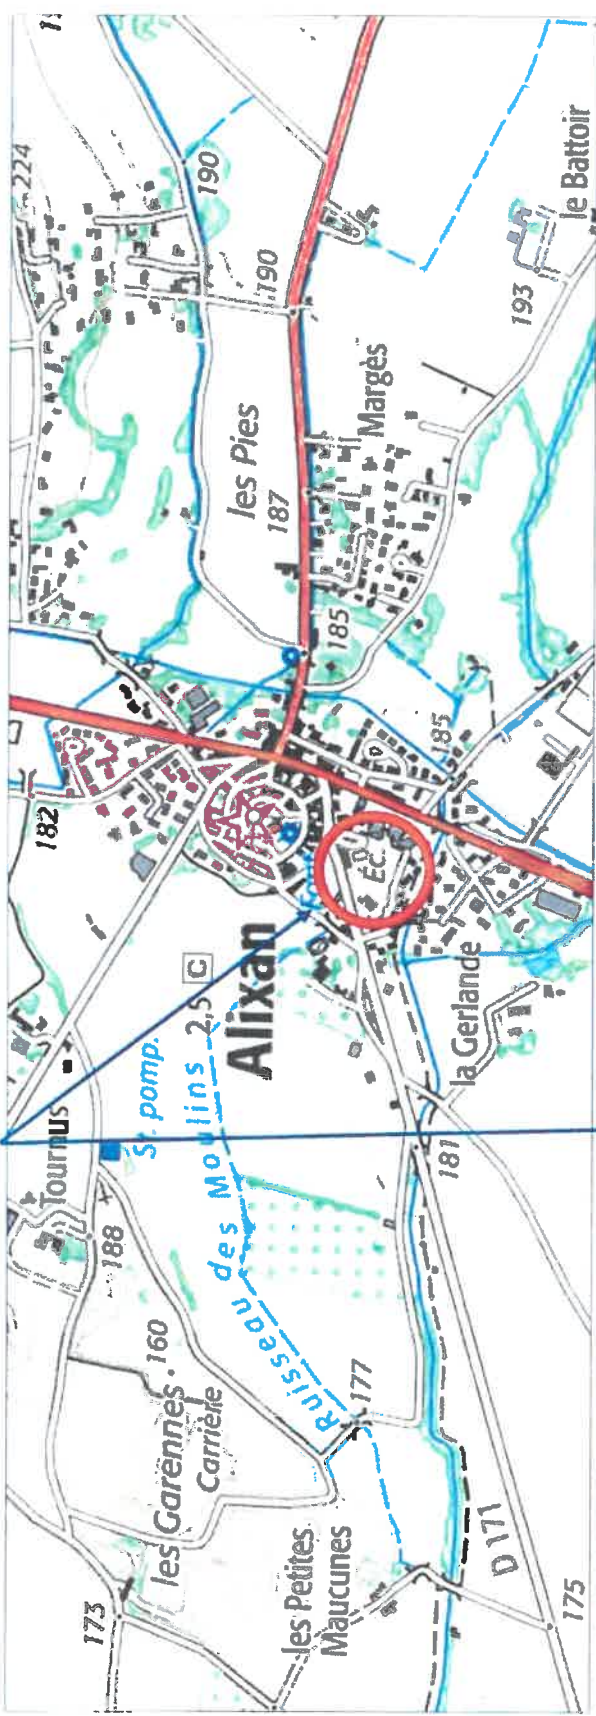 224
190
190
le Battoir
193
les Pies
187
Margès
185
182
185
Éc.
Alixan
2,5
C
la Gerlande
St. pomp.
Tournus
188
181
Ruisseau des Moulins
160
les Garennes
Carrière
177
les Petites
Maucunes
173
D 171
175